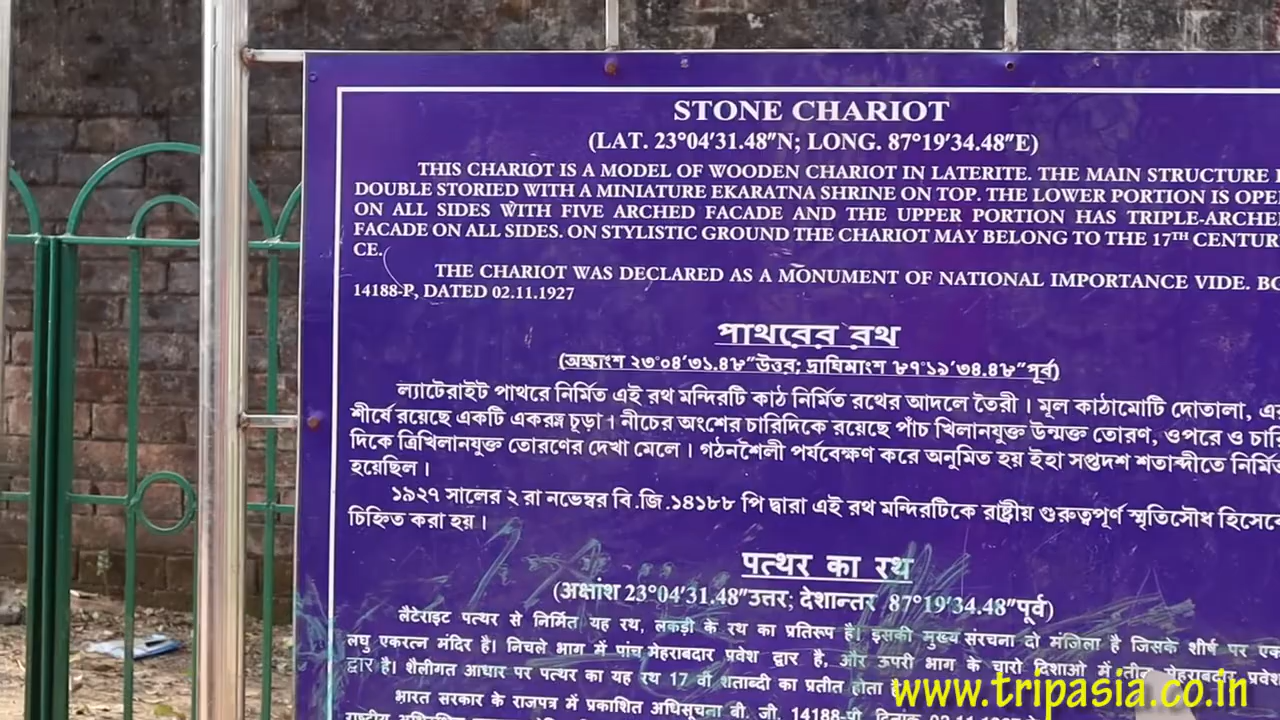 STONE CHARIOT
(LAT. 23°04′31.48″N; LONG. 87°19′34.48″E)
THIS CHARIOT IS A MODEL OF WOODEN CHARIOT IN LATERITE. THE MAIN STRUCTURE
DOUBLE STORIED WITH A MINIATURE EKARATNA SHRINE ON TOP. THE LOWER PORTION IS OPE
ON ALL SIDES WITH FIVE ARCHED FACADE AND THE UPPER PORTION HAS TRIPLE-ARCHE
FACADE ON ALL SIDES. ON STYLISTIC GROUND THE CHARIOT MAY BELONG TO THE 17TH CENTUR
CE.
THE CHARIOT WAS DECLARED AS A MONUMENT OF NATIONAL IMPORTANCE VIDE.
14188-P, DATED 02.11.1927
পাথরের রথ
(অক্ষাংশ ২৩°০৪′৩১.৪৮″উত্তর; দ্রাঘিমাংশ ৮৭°১৯′৩৪.৪৮″পূর্ব)
ল্যাটেরাইট পাথরে নির্মিত এই রথ মন্দিরটি কাঠ নির্মিত রথের আদলে তৈরী । মূল কাঠামোটি দোতালা,
শীর্ষে রয়েছে একটি একরত্ন চূড়া । নীচের অংশের চারিদিকে রয়েছে পাঁচ খিলানযুক্ত উন্মক্ত তোরণ, ওপরে ও চারি
দিকে ত্রিখিলানযুক্ত তোরণের দেখা মেলে । গঠনশৈলী পর্যবেক্ষণ করে অনুমিত হয় ইহা সপ্তদশ শতাব্দীতে নির্মিত
হয়েছিল ।
১৯২৭ সালের ২ রা নভেম্বর বি.জি.১৪১৮৮ পি দ্বারা এই রথ মন্দিরটিকে রাষ্ট্রীয় গুরুত্বপূর্ণ স্মৃতিসৌধ হিসেবে
চিহ্নিত করা হয় ।
पत्थर का रथ
(अक्षांश 23°04′31.48″उत्तर; देशान्तर 87°19′34.48″पूर्व)
लैटेराइट पत्थर से निर्मित यह रथ, लकड़ी के रथ का प्रतिरूप है। इसकी मुख्य संरचना दो मंजिला है जिसके शीर्ष पर एक
लघु एकरत्न मंदिर है। निचले भाग में पांच मेहराबदार प्रवेश द्वार है, और ऊपरी भाग के चारो दिशाओ में तीन मेहराबदार प्रवेश
द्वार है। शैलीगत आधार पर पत्थर का यह रथ 17 वीं शताब्दी का प्रतीत होता है
भारत सरकार के राजपत्र में प्रकाशित अधिसूचना बी. जी. 14188-पी, दिनांक
www.tripasia.co.in